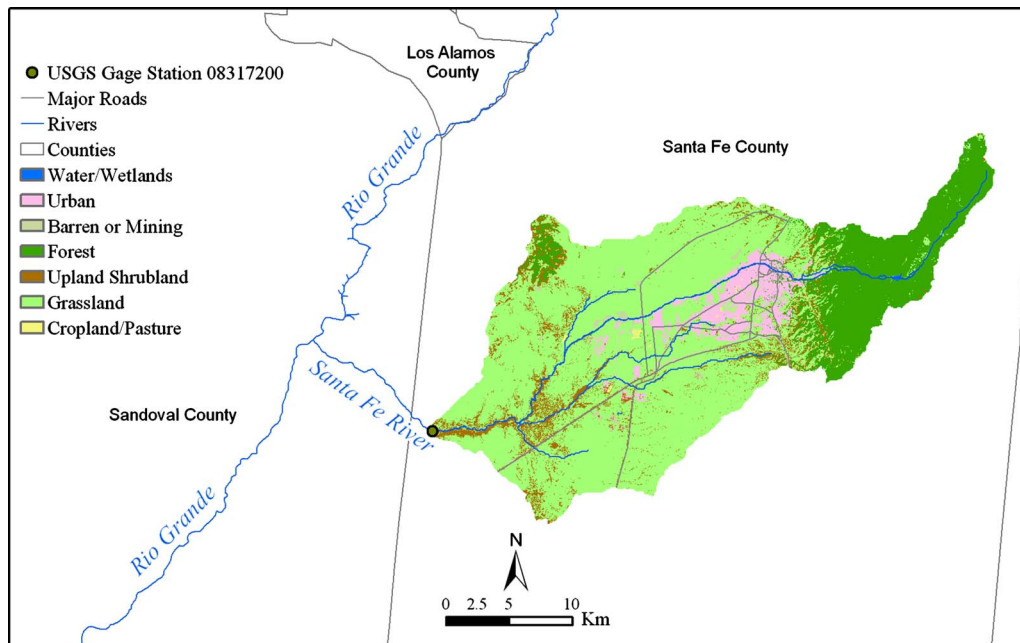 Los Alamos
County
USGS Gage Station 08317200
Major Roads
Rivers
Counties
Water/Wetlands
Urban
Barren or Mining
Forest
Upland Shrubland
Grassland
Cropland/Pasture
Rio Grande
Santa Fe County
Santa Fe River
Sandoval County
Rio Grande
N
0 2.5 5 10
Km